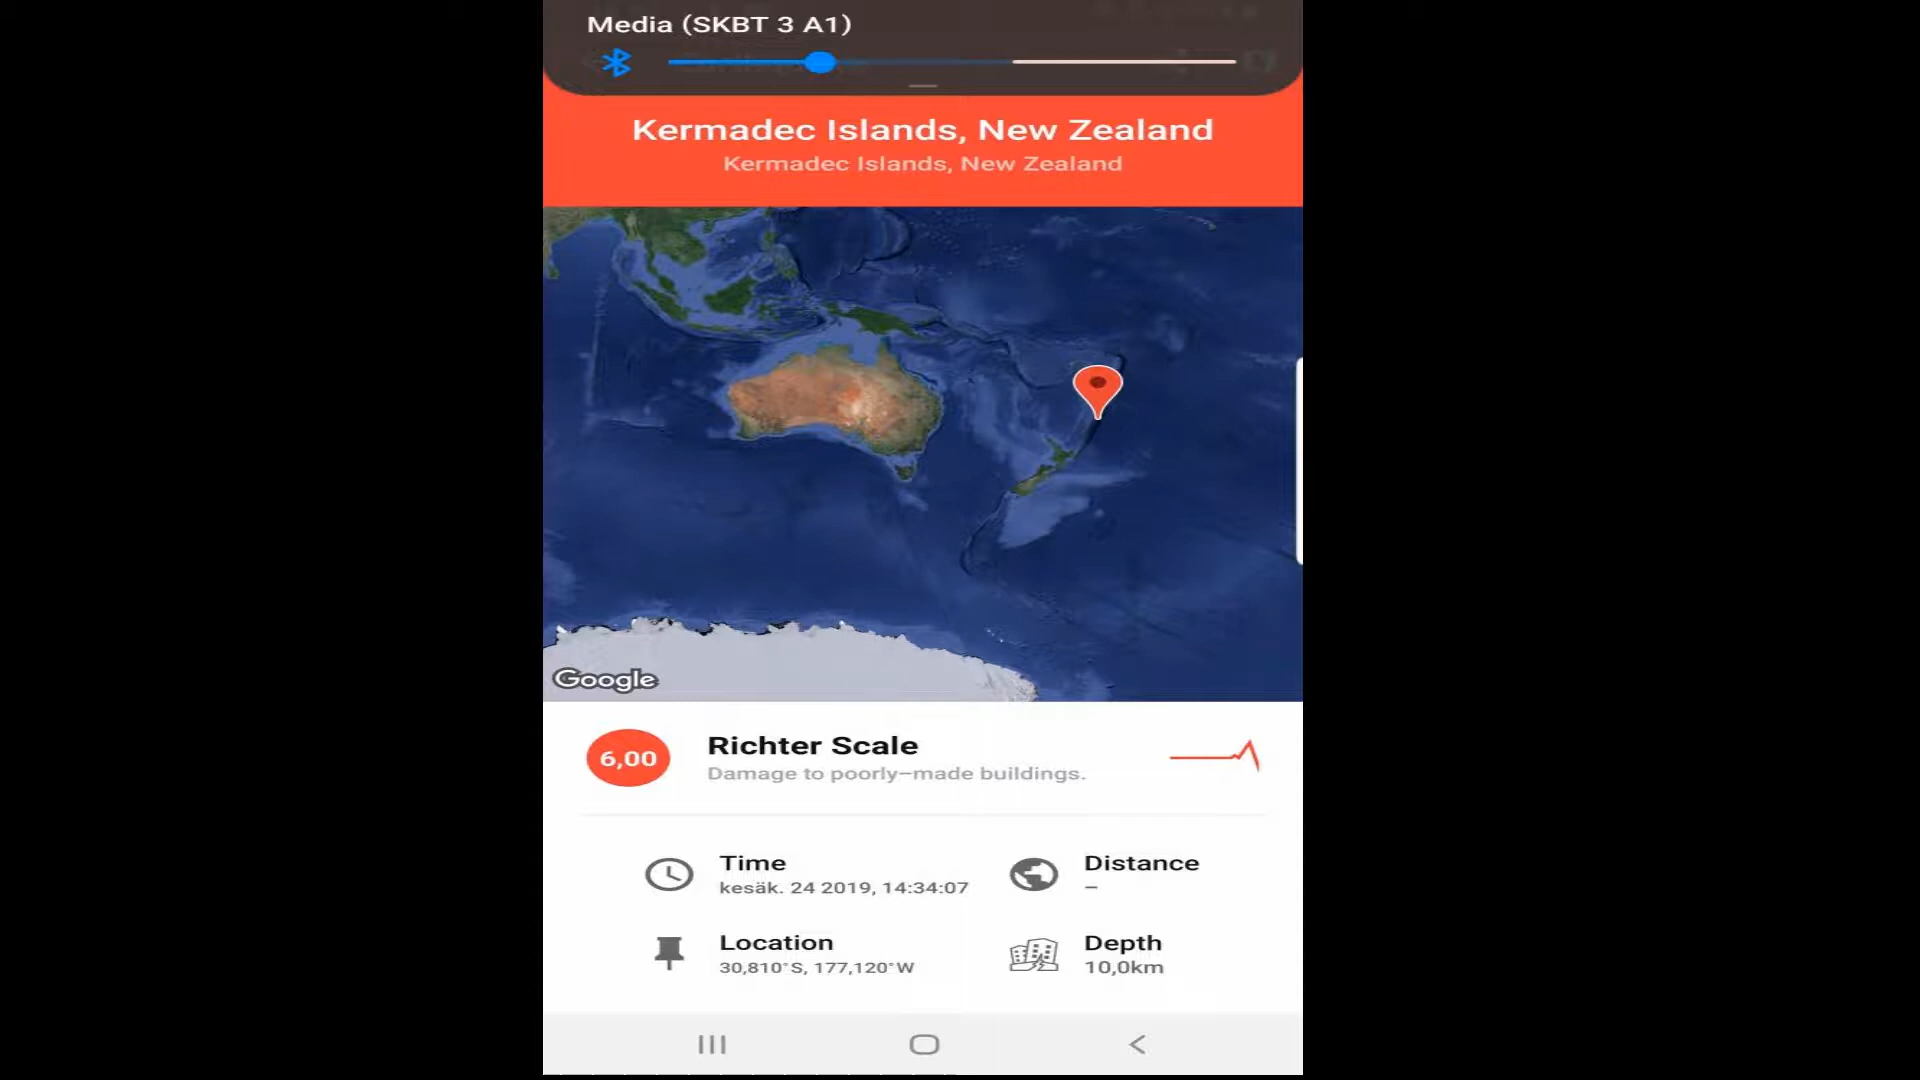 Media (SKBT 3 A1)
Kermadec Islands, New Zealand
Kermadec Islands, New Zealand
Google
6,00
Richter Scale
Damage to poorly-made buildings.
Time
kesäk. 24 2019, 14:34:07
Distance
–
Location
30,810°S, 177,120°W
Depth
10,0km